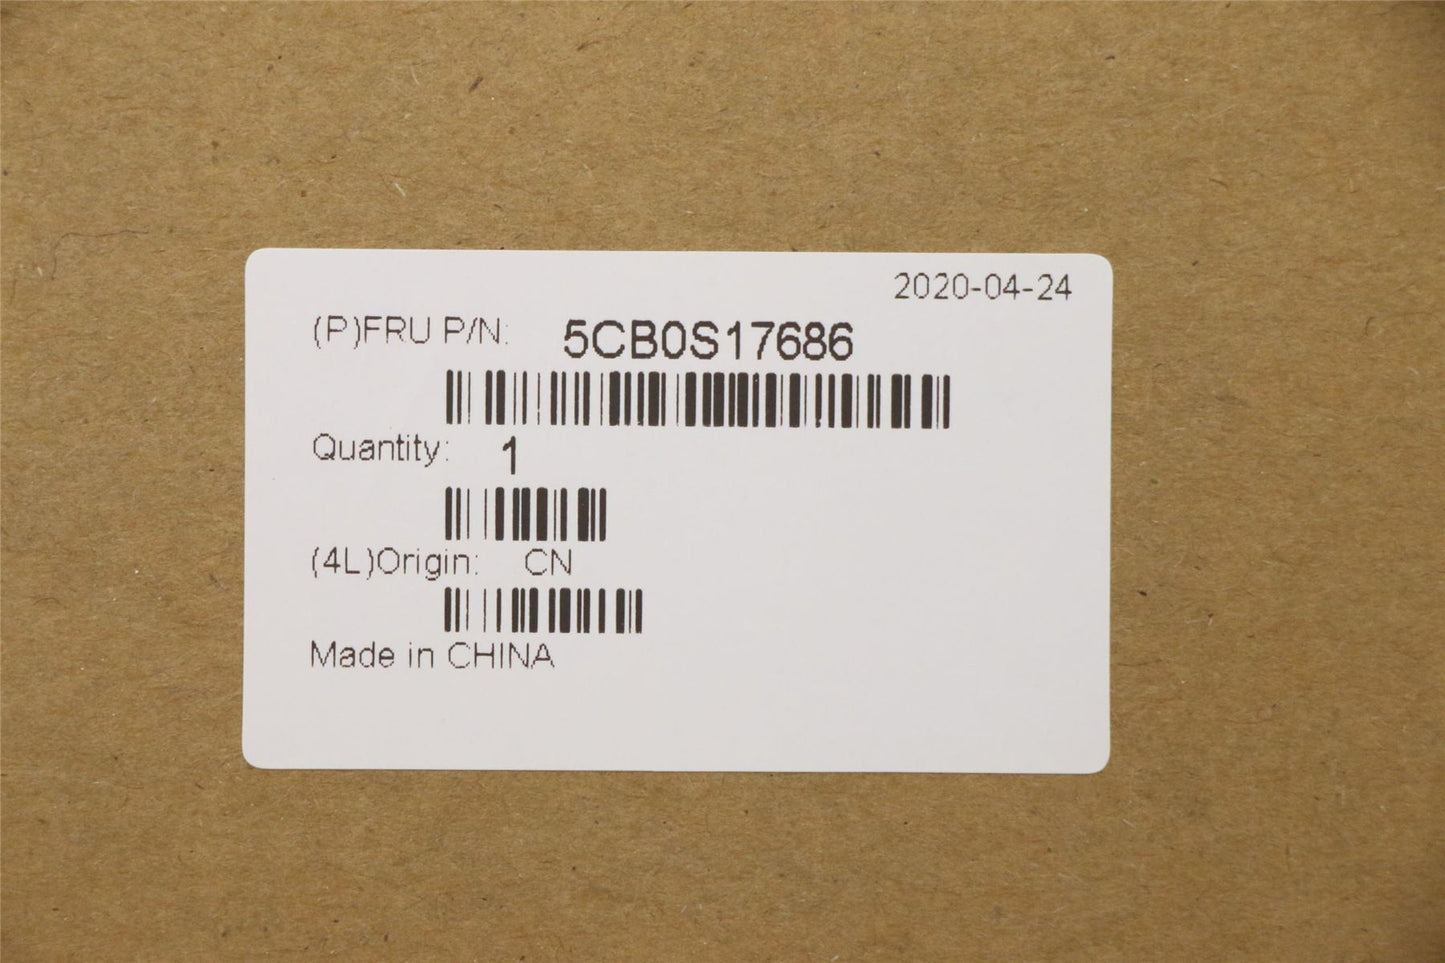 2020-04-24
(P)FRU P/N: 5CB0S17686
Quantity: 1
(4L)Origin: CN
Made in CHINA